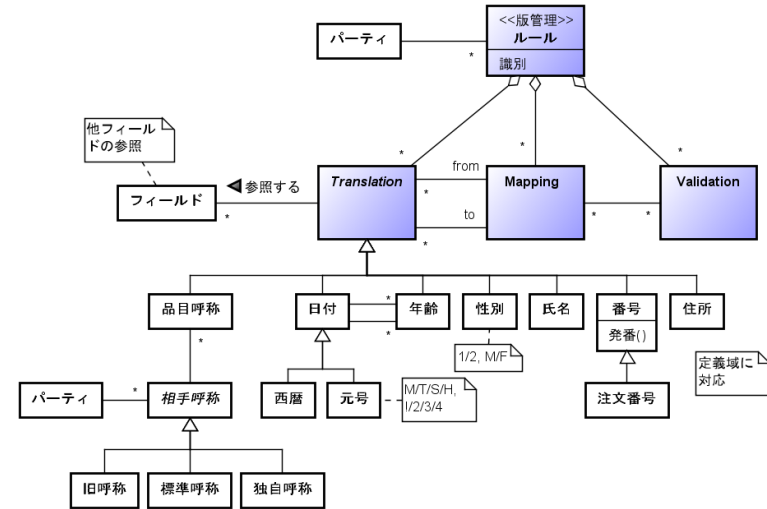 <<版管理>>
ルール
識別
パーティ
*
他フィール
ドの参照
*
*
*
フィールド
参照する
*
Translation
from
*
to
*
Mapping
*
*
Validation
品目呼称
日付
*
*
年齢
性別
氏名
番号
発番()
住所
1/2, M/F
定義域に
対応
*
パーティ
*
相手呼称
西暦
元号
M/T/S/H,
1/2/3/4
注文番号
旧呼称
標準呼称
独自呼称